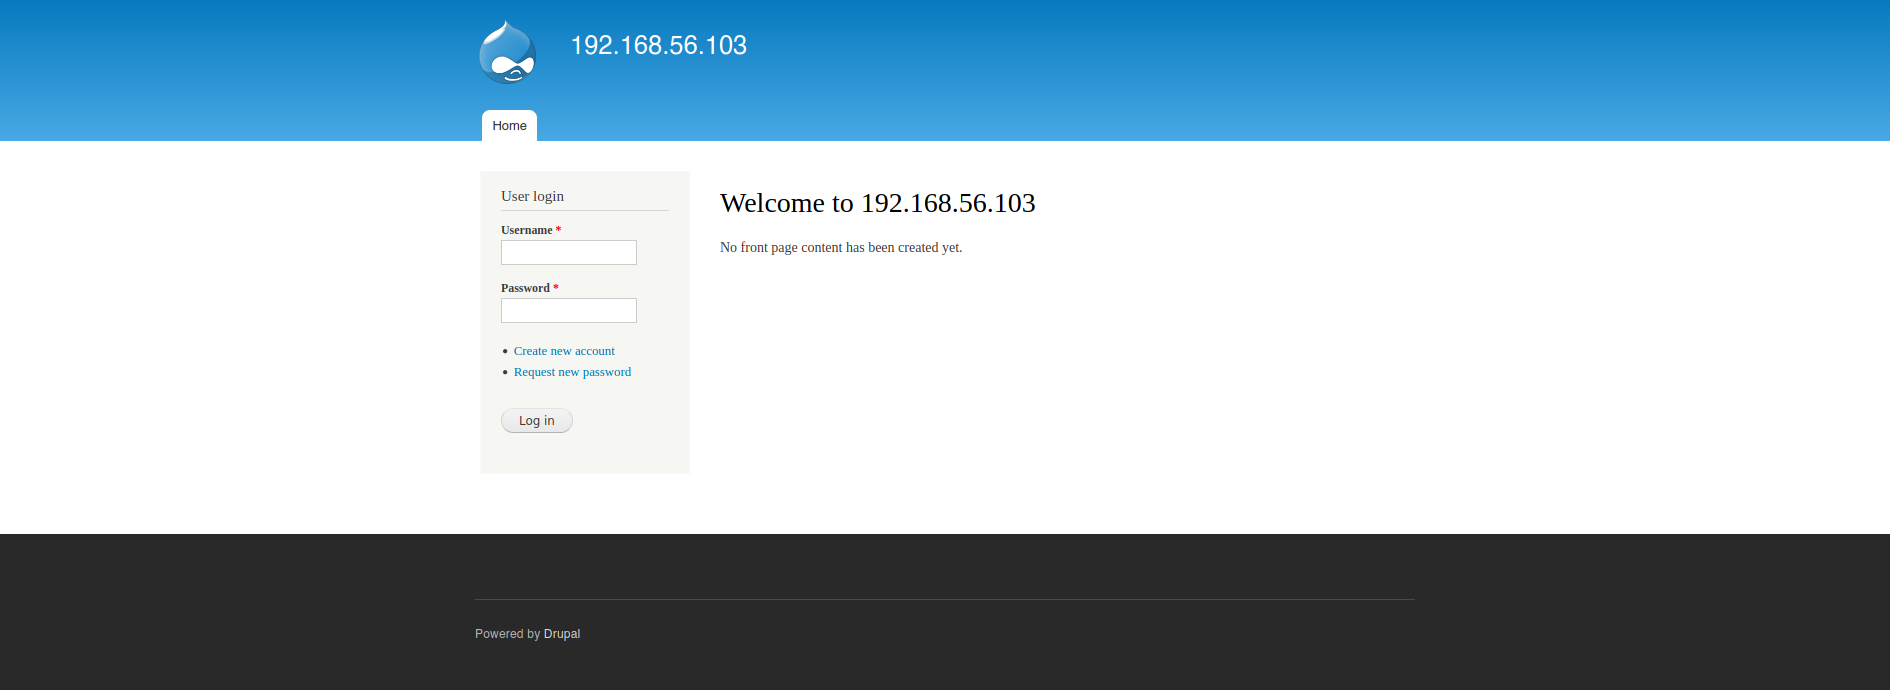 192.168.56.103
Home
User login
Username *
Password *
Create new account
Request new password
Log in
Welcome to 192.168.56.103
No front page content has been created yet.
Powered by Drupal